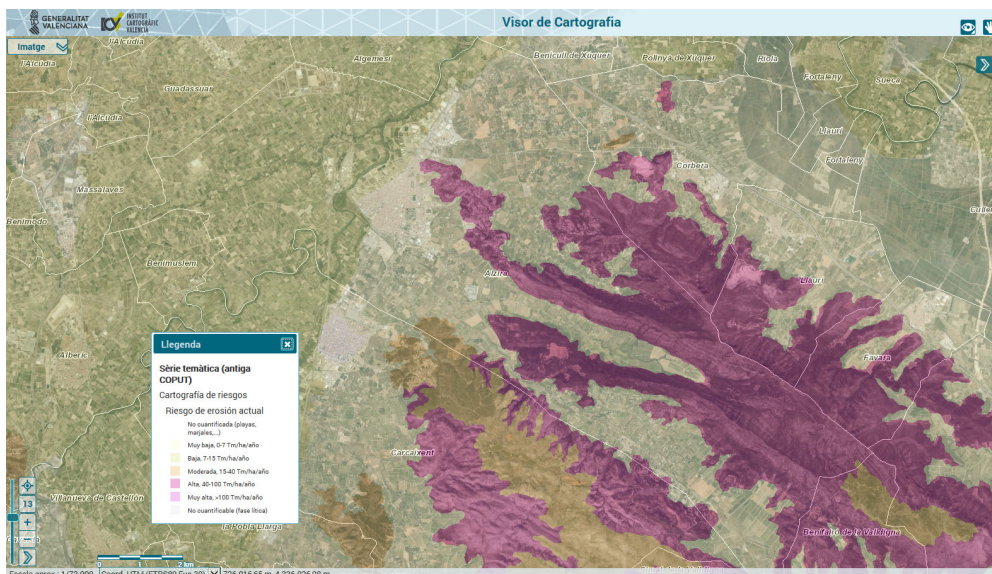 GENERALITAT
VALENCIANA
INSTITUT
CARTOGRÀFIC
VALENCIÀ
Visor de Cartografia
Imatge
l'Alcúdia
l'Alcúdia
Algemesí
Benicull de Xúquer
Polinya de Xúquer
Riola
Fortaleny
Sueca
Guadassuar
l'Alcúdia
Llaurí
Fortaleny
Corbera
Massalavés
Benimodo
Benimuslem
Alzira
Llaurí
Favara
Alberic
Carcaixent
Villanueva de Castellón
la Pobla Llarga
Benifairó de la Valldigna
Llegenda
Sèrie temàtica (antiga
COPUT)
Cartografía de riesgos
Riesgo de erosión actual
No cuantificada (playas,
marjales,...)
Muy baja, 0-7 Tm/ha/año
Baja, 7-15 Tm/ha/año
Moderada, 15-40 Tm/ha/año
Alta, 40-100 Tm/ha/año
Muy alta, >100 Tm/ha/año
No cuantificable (fase lítica)
13
+
0 1 2 km